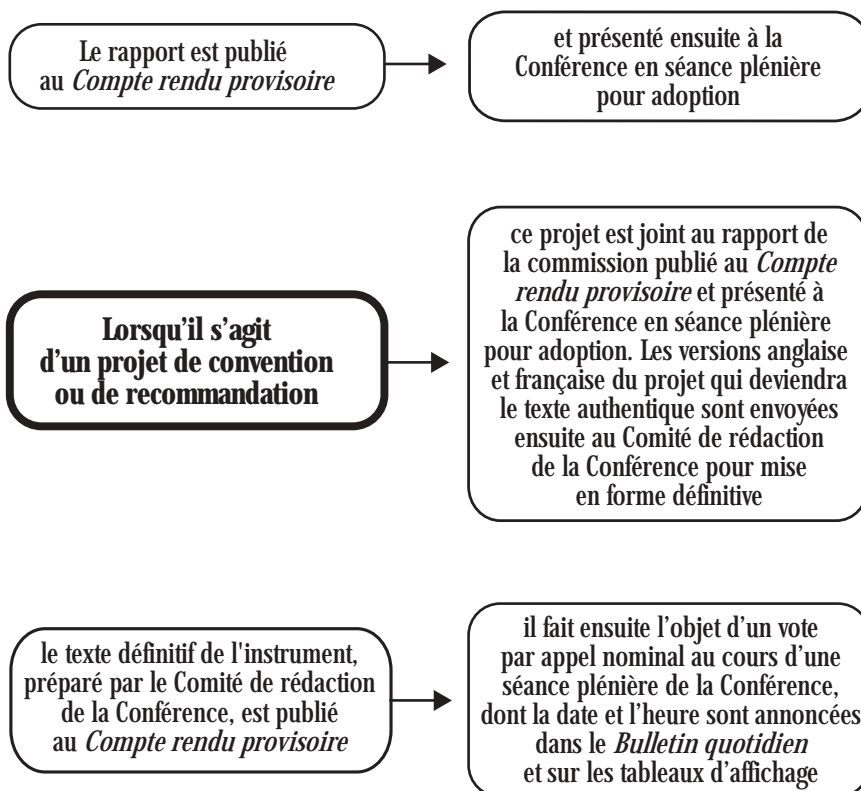 Le rapport est publié
au Compte rendu provisoire
et présenté ensuite à la
Conférence en séance plénière
pour adoption
Lorsqu'il s'agit
d'un projet de convention
ou de recommandation
ce projet est joint au rapport de
la commission publié au Compte
rendu provisoire et présenté à
la Conférence en séance plénière
pour adoption. Les versions anglaise
et française du projet qui deviendra
le texte authentique sont envoyées
ensuite au Comité de rédaction
de la Conférence pour mise
en forme définitive
le texte définitif de l'instrument,
préparé par le Comité de rédaction
de la Conférence, est publié
au Compte rendu provisoire
il fait ensuite l’objet d’un vote
par appel nominal au cours d’une
séance plénière de la Conférence,
dont la date et l’heure sont annoncées
dans le Bulletin quotidien
et sur les tableaux d’affichage